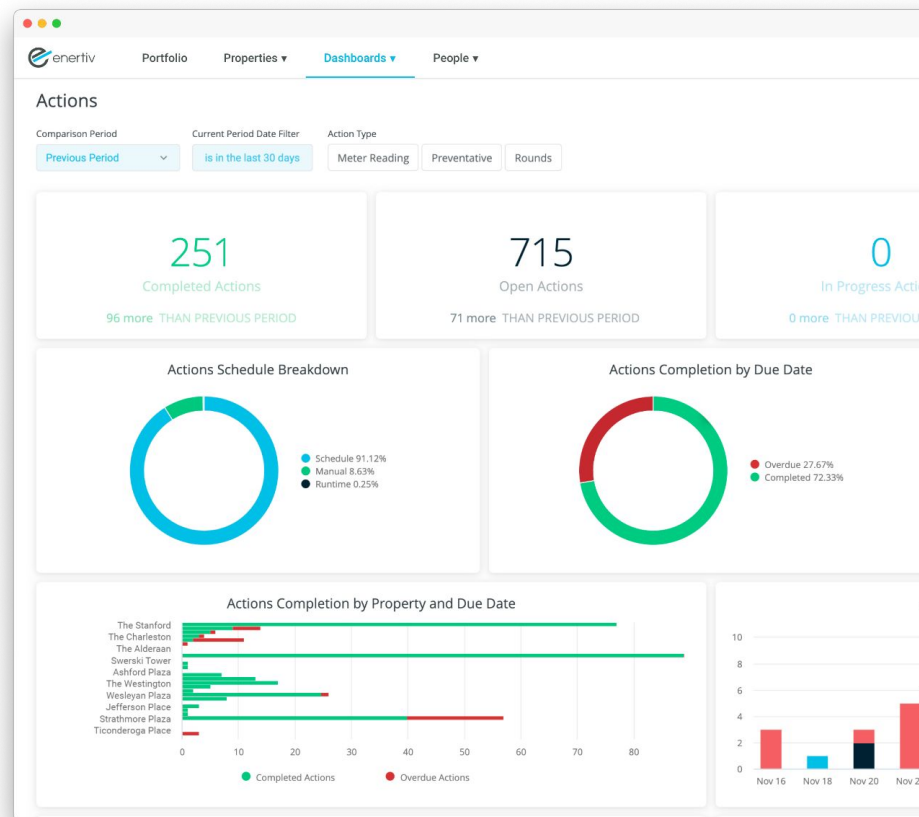 enertiv
Portfolio
Properties ▾
Dashboards ▾
People ▾
Actions
Comparison Period
Current Period Date Filter
Action Type
Previous Period
is in the last 30 days
Meter Reading
Preventative
Rounds
251
Completed Actions
96 more THAN PREVIOUS PERIOD
715
Open Actions
71 more THAN PREVIOUS PERIOD
0
In Progress Acti
0 more THAN PREVIOU
Actions Schedule Breakdown
Schedule 91.12%
Manual 8.63%
Runtime 0.25%
Actions Completion by Due Date
Overdue 27.67%
Completed 72.33%
Actions Completion by Property and Due Date
The Stanford
The Charleston
The Alderaan
Swerski Tower
Ashford Plaza
The Westington
Wesleyan Plaza
Jefferson Place
Strathmore Plaza
Ticonderoga Place
0 10 20 30 40 50 60 70 80
Completed Actions
Overdue Actions
10
8
6
4
2
0
Nov 16 Nov 18 Nov 20 Nov 2